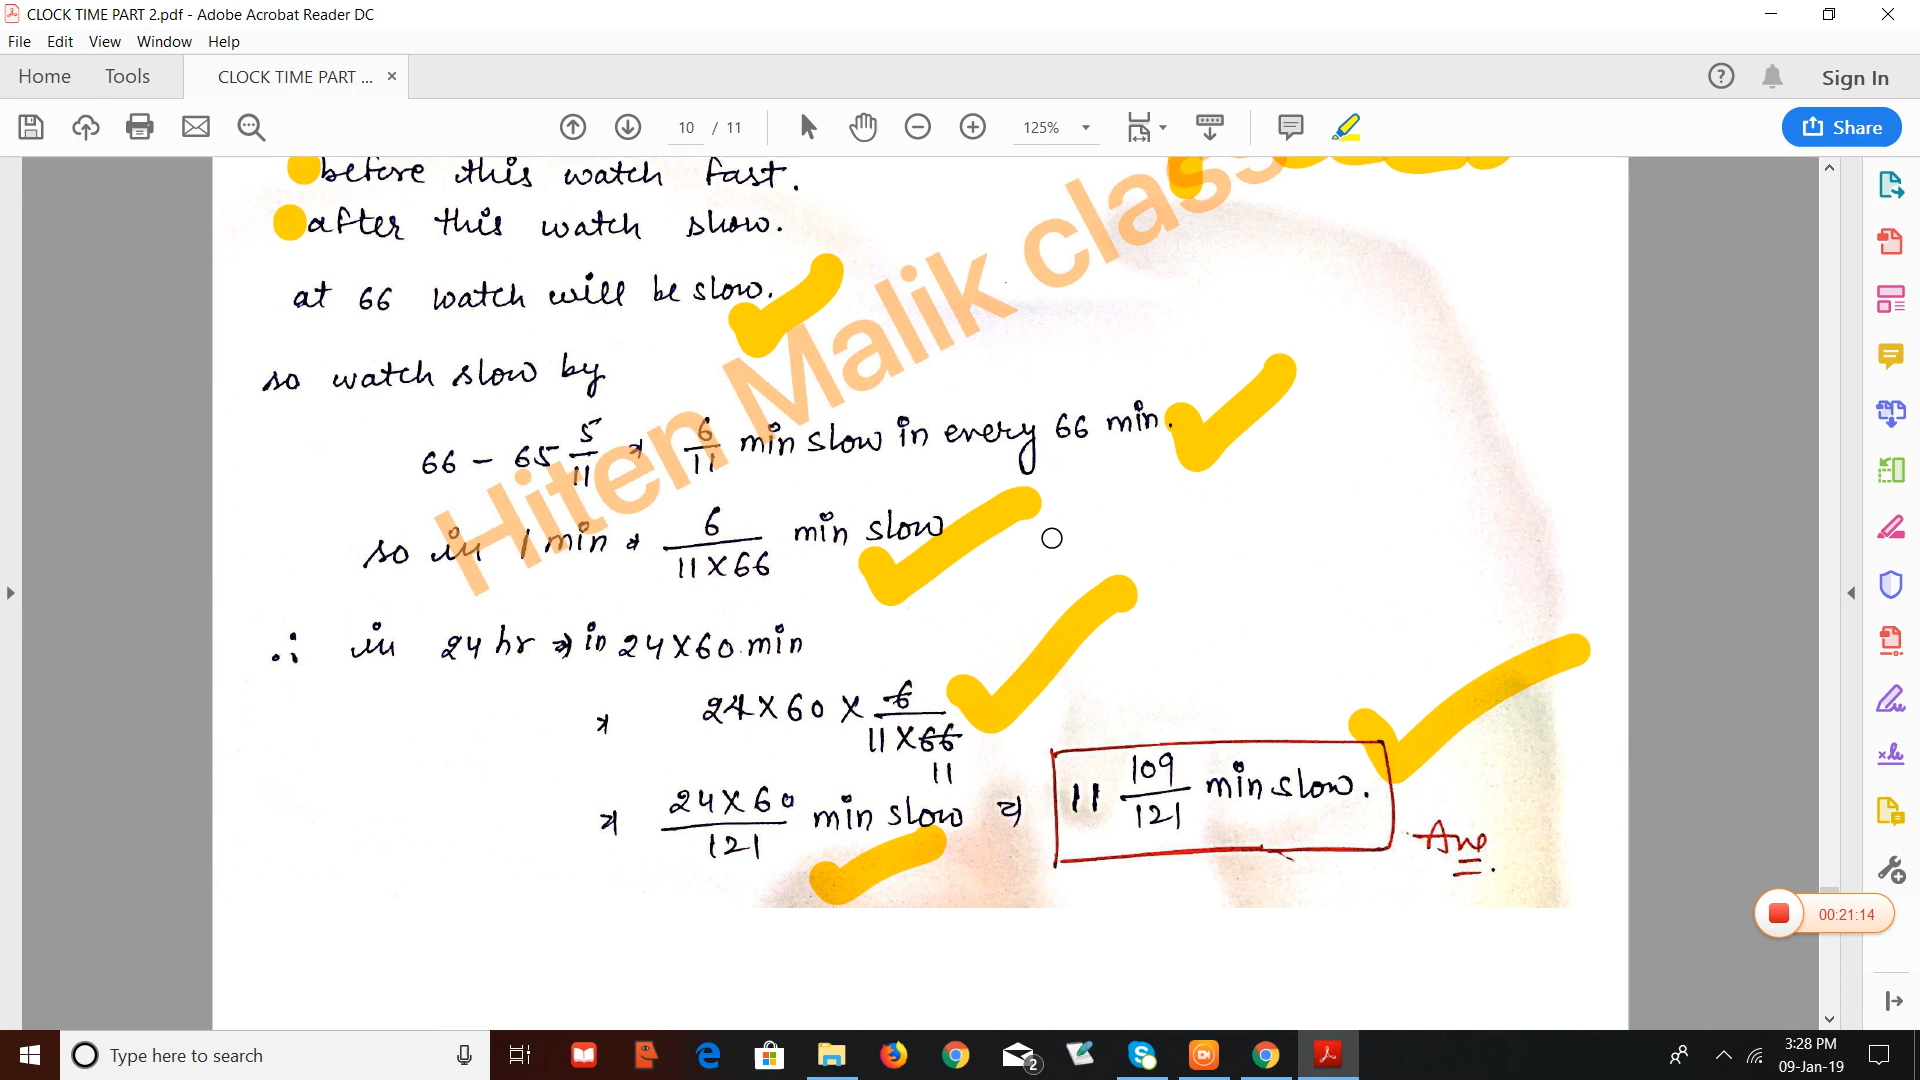 CLOCK TIME PART 2.pdf - Adobe Acrobat Reader DC
File Edit View Window Help
Home Tools CLOCK TIME PART ... × Sign In
10 / 11 125% Share
before this watch fast.
after this watch slow.
at 66 watch will be slow.
so watch slow by
66 - 65 5/11 ⇒ 6/11 min slow in every 66 min.
so in 1 min ⇒ 6/(11 X 66) min slow
∴ in 24 hr ⇒ in 24 X 60 min
⇒ 24 X 60 X 6/(11 X 66)
11
⇒ 24 X 60/121 min slow ⇒ 11 109/121 min slow.
Ans.
Hiten Malik class
00:21:14
Type here to search
2
3:28 PM
09-Jan-19